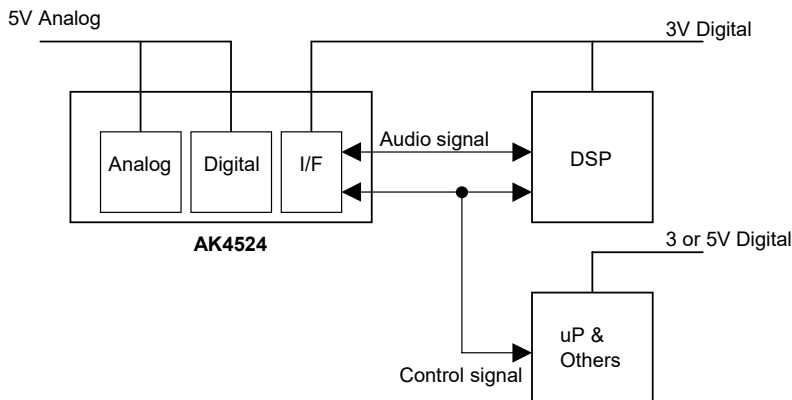 5V Analog
3V Digital
Audio signal
Analog
Digital
I/F
DSP
AK4524
3 or 5V Digital
uP &
Others
Control signal